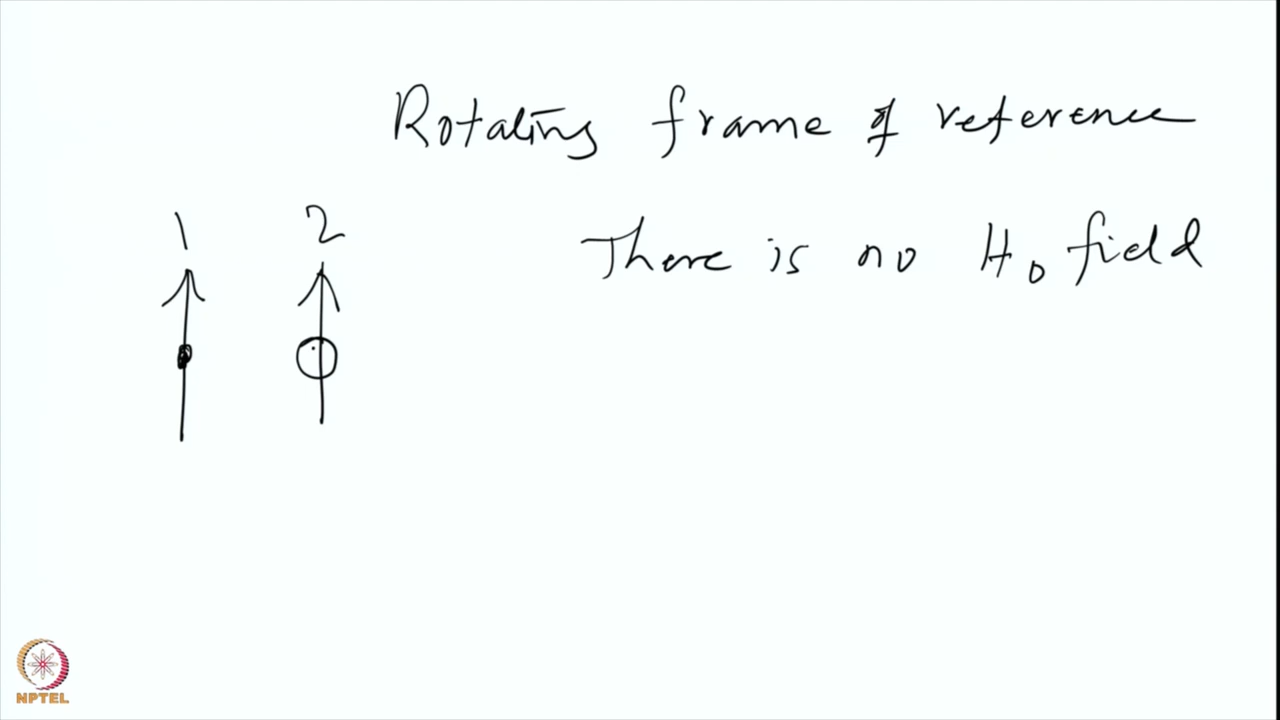 Rotating frame of reference
1 2
There is no H₀ field
NPTEL